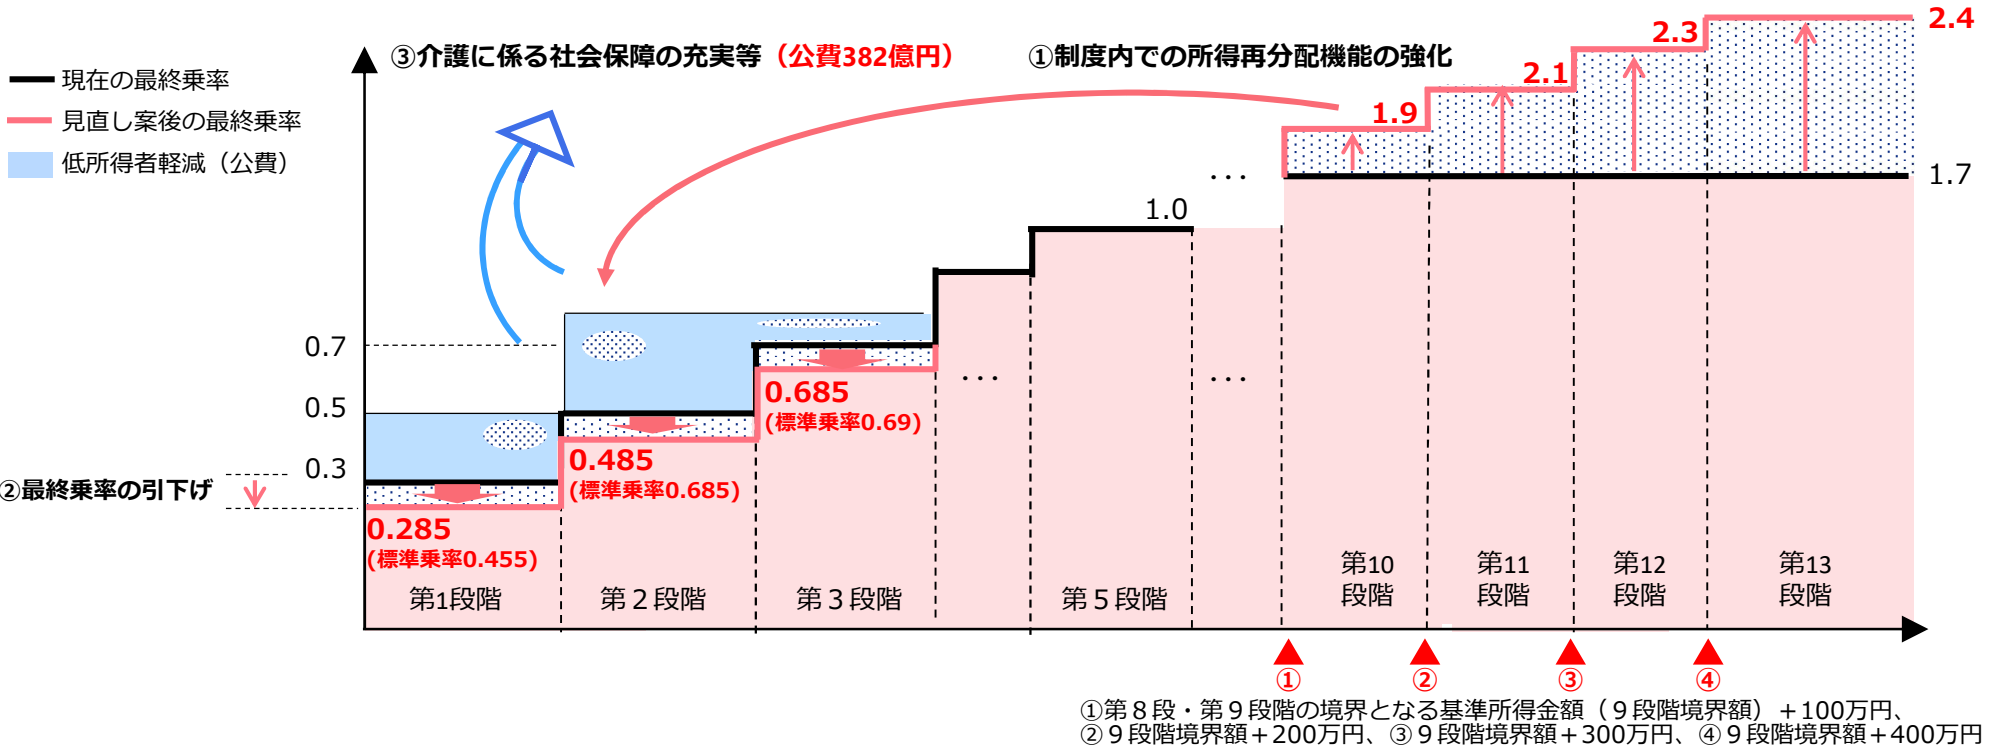 ③介護に係る社会保障の充実等（公費382億円）
①制度内での所得再分配機能の強化
現在の最終乗率
見直し案後の最終乗率
低所得者軽減（公費）
2.4
2.3
2.1
1.9
1.7
…
1.0
0.7
0.5
0.3
②最終乗率の引下げ
0.685
(標準乗率0.69)
0.485
(標準乗率0.685)
0.285
(標準乗率0.455)
…
…
第1段階
第２段階
第３段階
第５段階
第10
段階
第11
段階
第12
段階
第13
段階
①
②
③
④
①第８段・第９段階の境界となる基準所得金額（９段階境界額）＋100万円、
②９段階境界額＋200万円、③９段階境界額＋300万円、④９段階境界額＋400万円